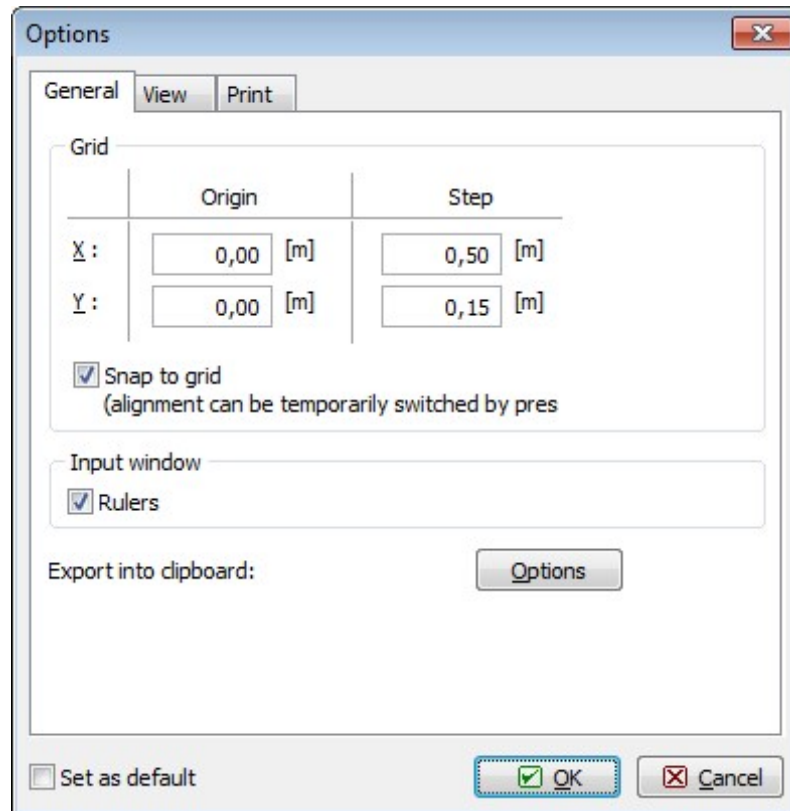 Options
General View Print
Grid
Origin Step
X : 0,00 [m] 0,50 [m]
Y : 0,00 [m] 0,15 [m]
Snap to grid
(alignment can be temporarily switched by pres
Input window
Rulers
Export into clipboard: Options
Set as default OK Cancel